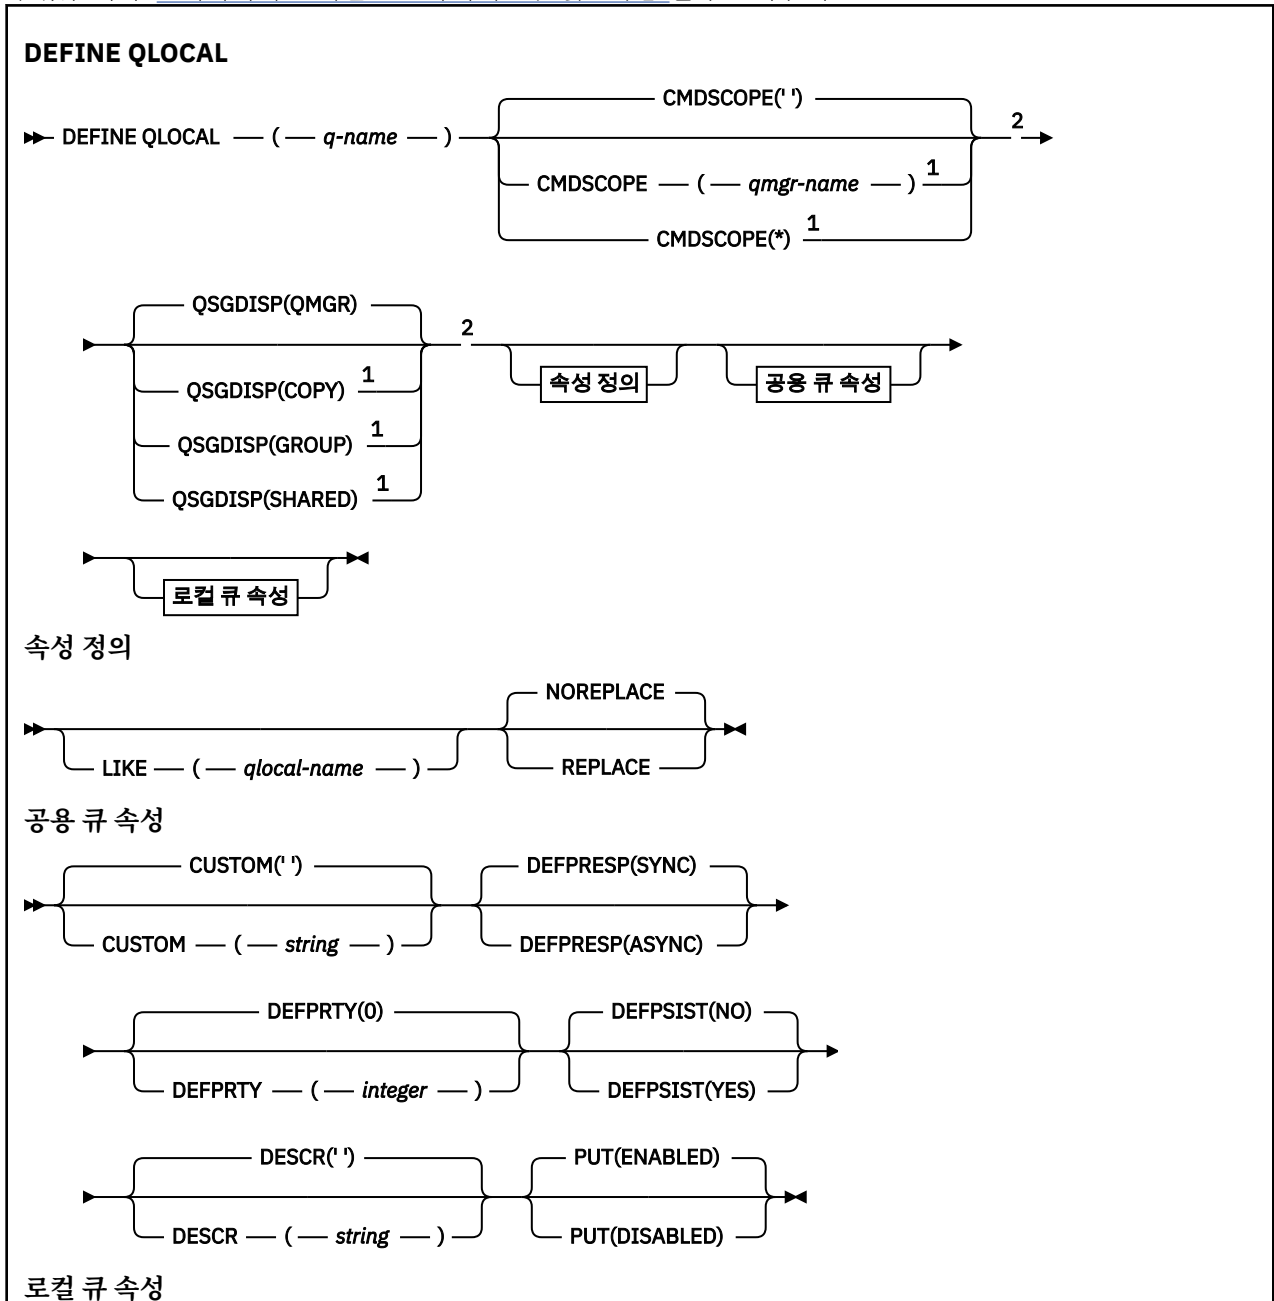 DEFINE QLOCAL
CMDSCOPE(' ')
DEFINE QLOCAL ( q-name ) 2
CMDSCOPE ( qmgr-name ) 1
CMDSCOPE(*) 1
QSGDISP(QMGR)
2
QSGDISP(COPY) 1 속성 정의 공용 큐 속성
QSGDISP(GROUP) 1
QSGDISP(SHARED) 1
로컬 큐 속성
속성 정의
NOREPLACE
LIKE ( qlocal-name ) REPLACE
공용 큐 속성
CUSTOM(' ') DEFPRESP(SYNC)
CUSTOM ( string ) DEFPRESP(ASYNC)
DEFPRTY(0) DEFPSIST(NO)
DEFPRTY ( integer ) DEFPSIST(YES)
DESCR(' ') PUT(ENABLED)
DESCR ( string ) PUT(DISABLED)
로컬 큐 속성